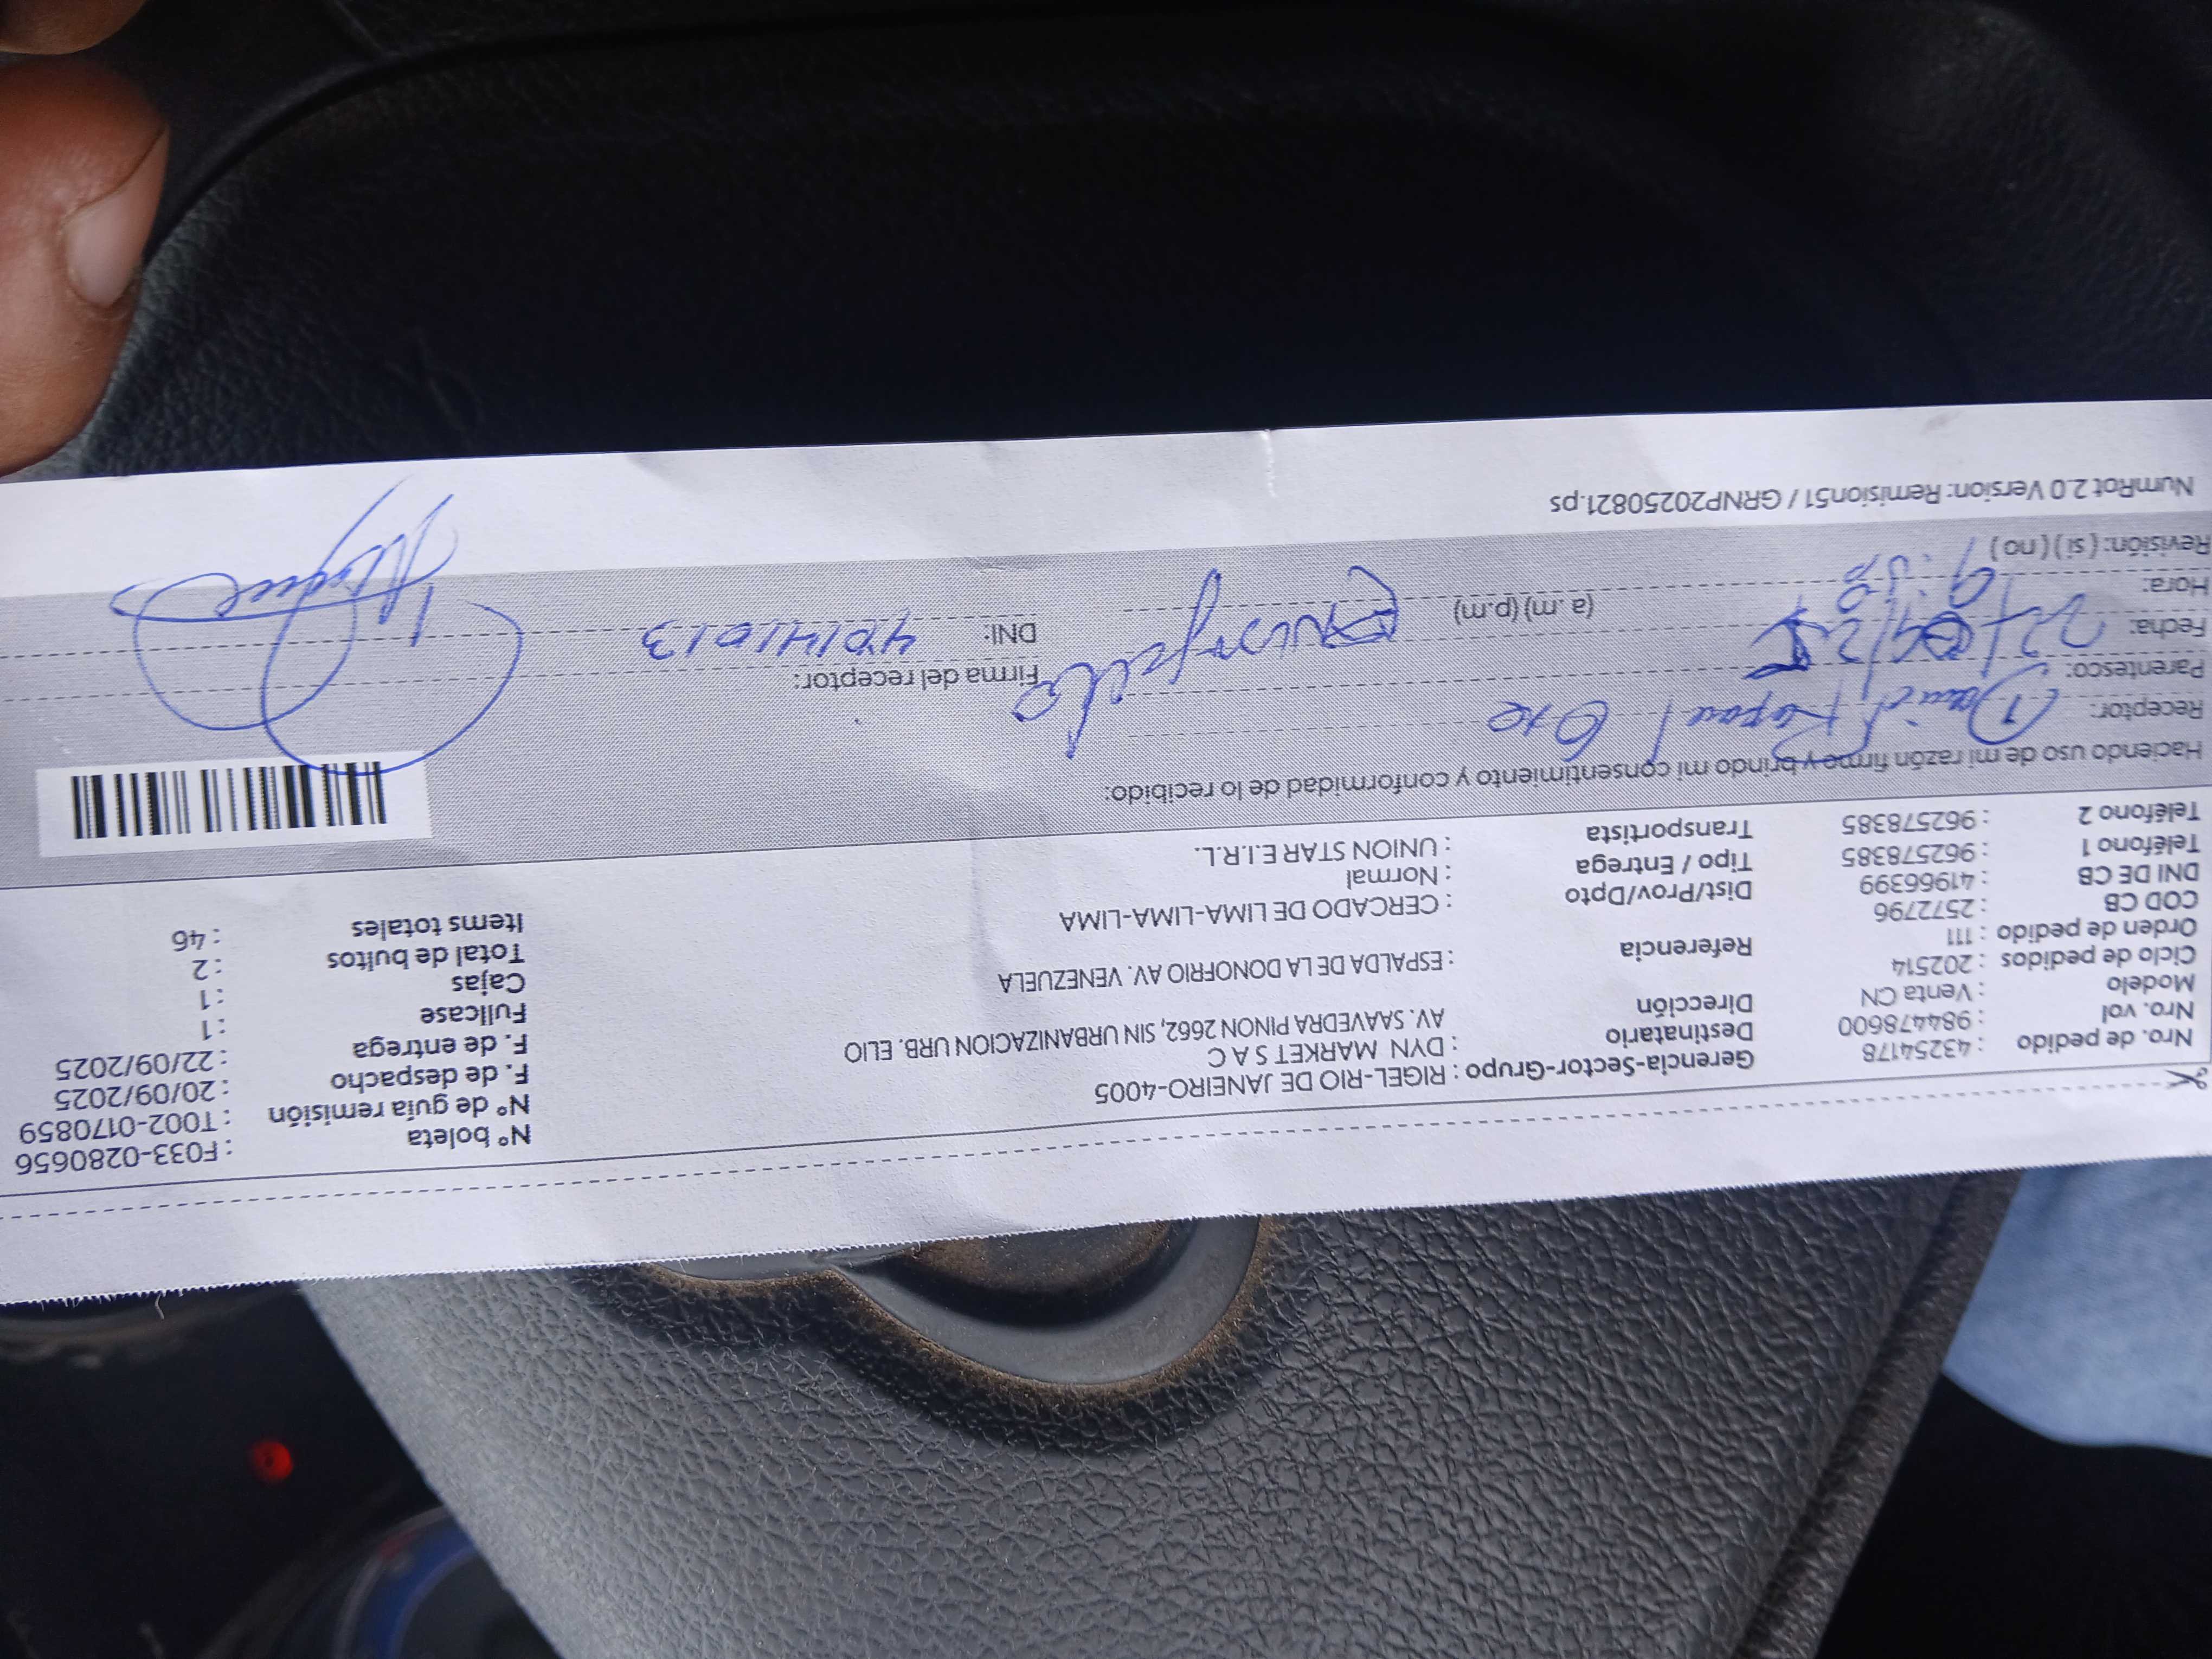 Nro. de pedido : 43254178
Nro. vol : 984478600
Modelo : Venta CN
Ciclo de pedidos : 202514
Orden de pedido : 111
COD CB : 2572796
DNI DE CB : 41966399
Teléfono 1 : 962578385
Teléfono 2 : 962578385
Gerencia-Sector-Grupo : RIGEL-RIO DE JANEIRO-4005
Destinatario : DYN MARKET S A C
Dirección AV. SAAVEDRA PINON 2662, SIN URBANIZACION URB. ELIO
Referencia : ESPALDA DE LA DONOFRIO AV. VENEZUELA
Dist/Prov/Dpto : CERCADO DE LIMA-LIMA-LIMA
Tipo / Entrega : Normal
Transportista : UNION STAR E.I.R.L.
N° boleta : F033-0280656
N° de guía remisión : T002-0170859
F. de despacho : 20/09/2025
F. de entrega : 22/09/2025
Fullcase : 1
Cajas : 1
Total de bultos : 2
Items totales : 46
Haciendo uso de mi razón firmo y brindo mi consentimiento y conformidad de lo recibido:
Receptor: David
Parentesco:
Fecha: 22/09/25
Hora: 9:50 (a.m) (p.m)
Revisión: ( si ) ( no )
Firma del receptor:
DNI: 40141013
NumRot 2.0 Version: Remision51 / GRNP20250821.ps